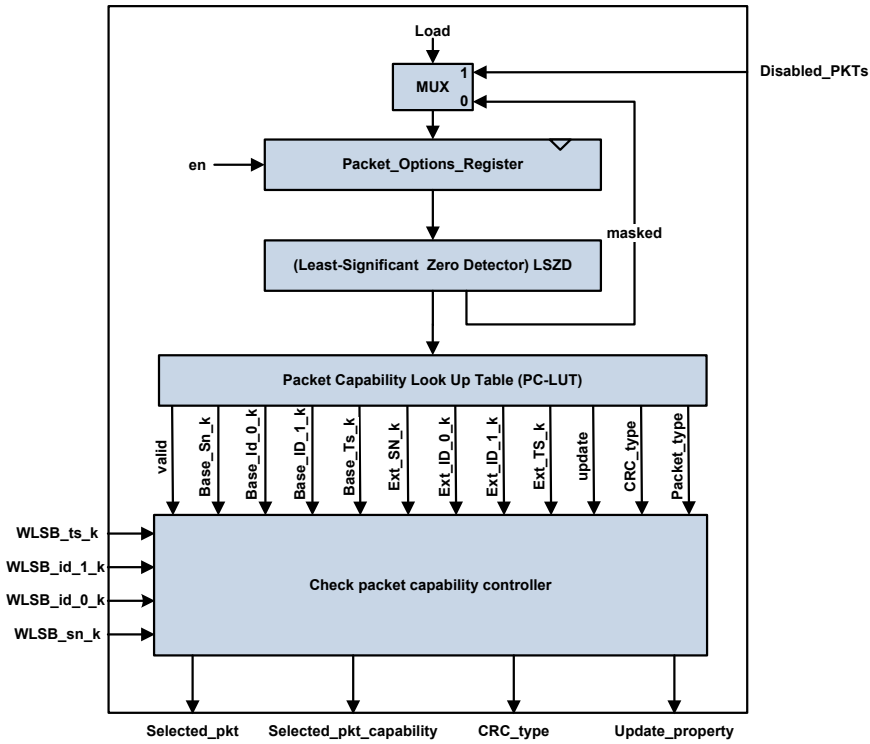 Load
Disabled_PKTs
1
MUX
0
en
Packet_Options_Register
masked
(Least-Significant Zero Detector) LSZD
Packet Capability Look Up Table (PC-LUT)
valid
Base_Sn_k
Base_Id_0_k
Base_ID_1_k
Base_Ts_k
Ext_SN_k
Ext_ID_0_k
Ext_ID_1_k
Ext_TS_k
update
CRC_type
Packet_type
WLSB_ts_k
WLSB_id_1_k
WLSB_id_0_k
WLSB_sn_k
Check packet capability controller
Selected_pkt
Selected_pkt_capability
CRC_type
Update_property